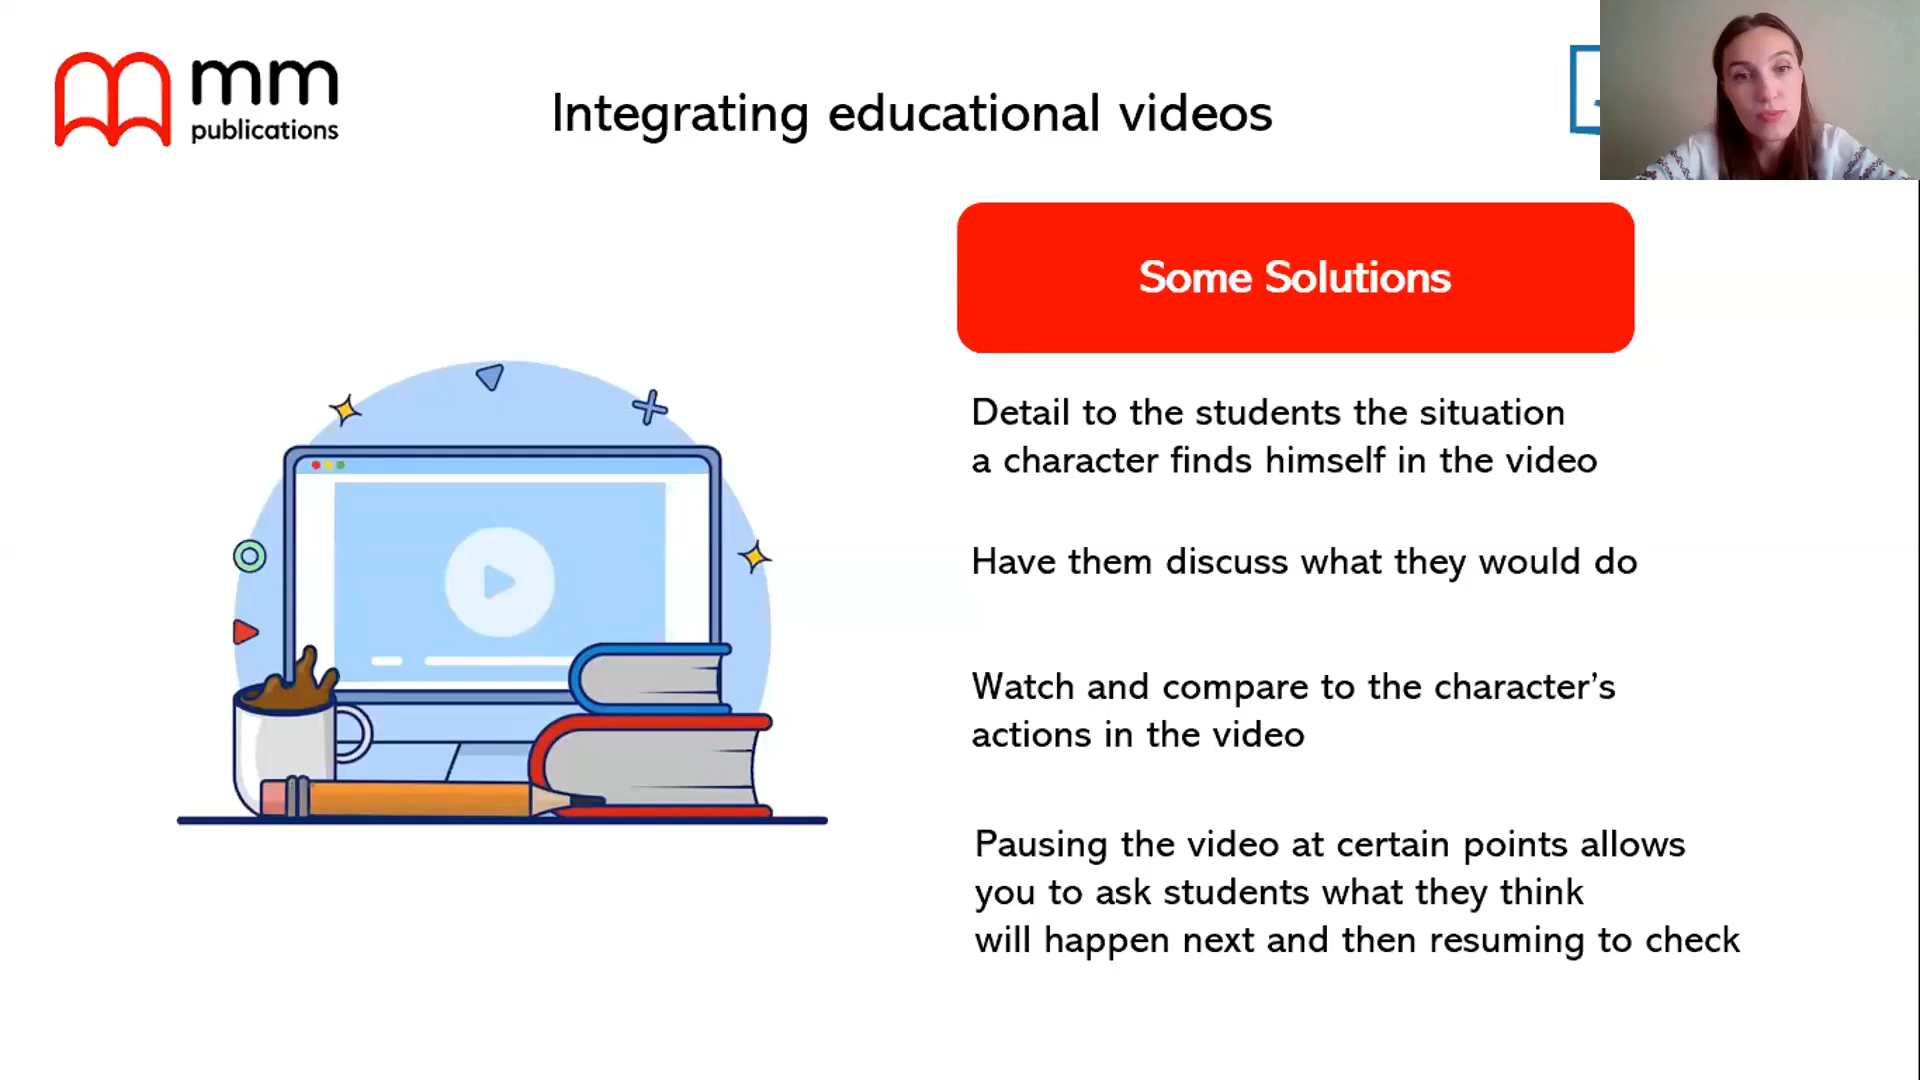 mm
publications
Integrating educational videos
Some Solutions
Detail to the students the situation
a character finds himself in the video
Have them discuss what they would do
Watch and compare to the character’s
actions in the video
Pausing the video at certain points allows
you to ask students what they think
will happen next and then resuming to check